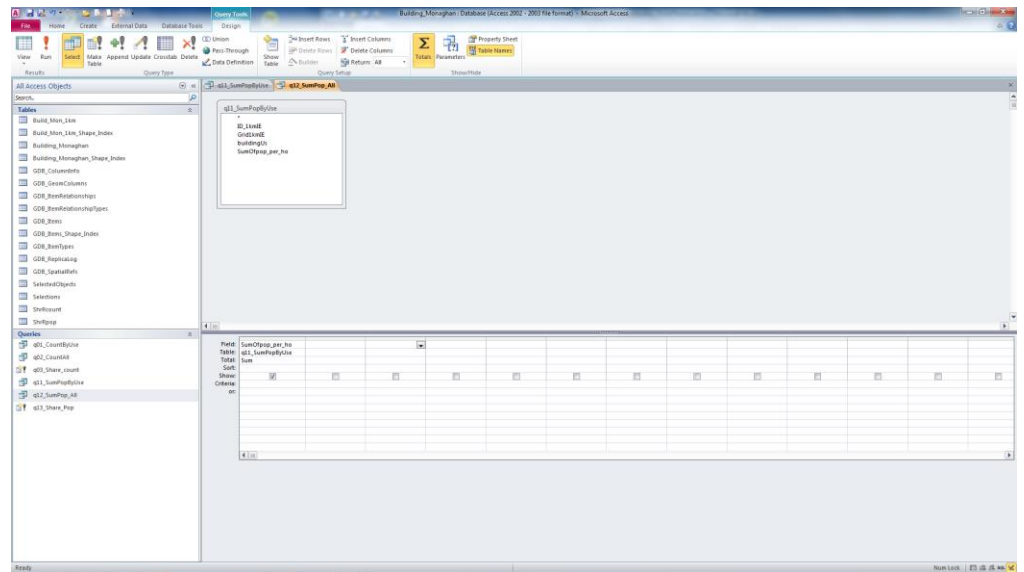 Query Tools
Building_Monaghan : Database (Access 2002 - 2003 file format) - Microsoft Access
File Home Create External Data Database Tools Design
View Run Select Make Table Append Update Crosstab Delete
Union
Pass-Through
Data Definition
Show Table
Insert Rows
Delete Rows
Builder
Insert Columns
Delete Columns
Return: All
Totals Parameters
Property Sheet
Table Names
Results Query Type Query Setup Show/Hide
All Access Objects
Search...
Tables
Build_Mon_1km
Build_Mon_1km_Shape_Index
Building_Monaghan
Building_Monaghan_Shape_Index
GDB_ColumnInfo
GDB_GeomColumns
GDB_ItemRelationships
GDB_ItemRelationshipTypes
GDB_Items
GDB_Items_Shape_Index
GDB_ItemTypes
GDB_ReplicaLog
GDB_SpatialRefs
SelectedObjects
Selections
ShrRcount
ShrRpop
Queries
q01_CountByUse
q02_CountAll
q03_Share_count
q11_SumPopByUse
q12_SumPop_All
q13_Share_Pop
q11_SumPopByUse q12_SumPop_All
q11_SumPopByUse
*
ID_1kmIE
Grid1kmIE
buildingUs
SumOfpop_per_ho
Field: SumOfpop_per_ho
Table: q11_SumPopByUse
Total: Sum
Sort:
Show:
Criteria:
or:
Ready
Num Lock